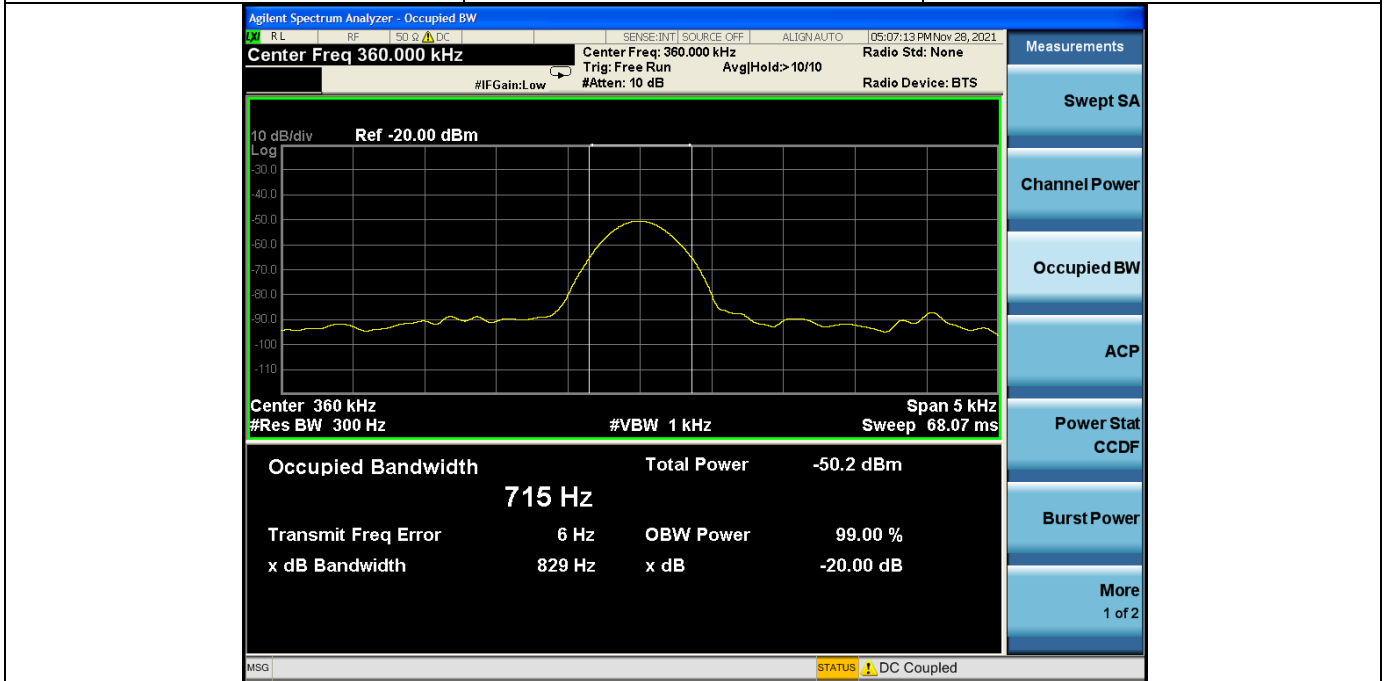 Agilent Spectrum Analyzer - Occupied BW
LXI RL RF 50 Ω DC SENSE:INT SOURCE OFF ALIGN AUTO 05:07:13 PM Nov 28, 2021
Center Freq 360.000 kHz
Center Freq: 360.000 kHz
Radio Std: None
Trig: Free Run Avg|Hold:>10/10
#IFGain:Low
#Atten: 10 dB
Radio Device: BTS
10 dB/div Ref -20.00 dBm
Log
-30.0
-40.0
-50.0
-60.0
-70.0
-80.0
-90.0
-100
-110
Center 360 kHz Span 5 kHz
#Res BW 300 Hz #VBW 1 kHz Sweep 68.07 ms
Occupied Bandwidth Total Power -50.2 dBm
715 Hz
Transmit Freq Error 6 Hz OBW Power 99.00 %
x dB Bandwidth 829 Hz x dB -20.00 dB
Measurements
Swept SA
Channel Power
Occupied BW
ACP
Power Stat
CCDF
Burst Power
More
1 of 2
MSG STATUS DC Coupled